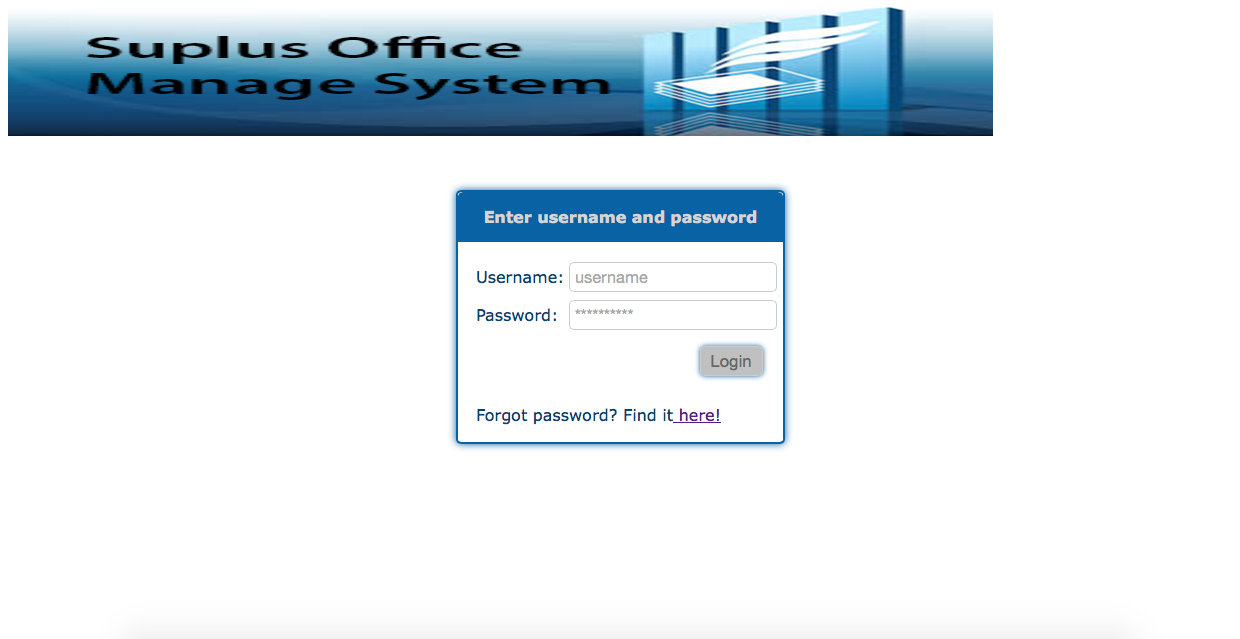 Suplus Office
Manage System
Enter username and password
Username: username
Password: **********
Login
Forgot password? Find it here!